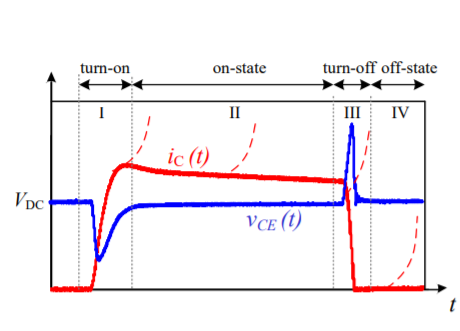 turn-on on-state turn-off off-state
I II III IV
i_C (t)
V_DC
v_CE (t)
t